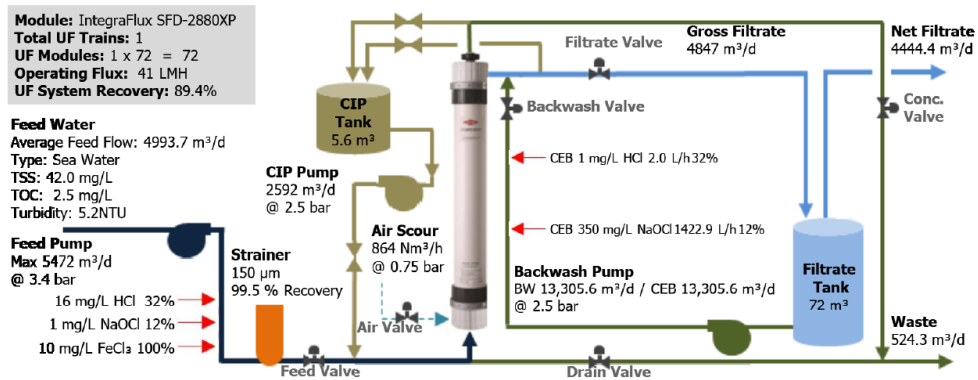 Module: IntegraFlux SFD-2880XP
Total UF Trains: 1
UF Modules: 1 x 72 = 72
Operating Flux: 41 LMH
UF System Recovery: 89.4%
Feed Water
Average Feed Flow: 4993.7 m³/d
Type: Sea Water
TSS: 42.0 mg/L
TOC: 2.5 mg/L
Turbidity: 5.2NTU
Feed Pump
Max 5472 m³/d
@ 3.4 bar
16 mg/L HCl 32%
1 mg/L NaOCl 12%
10 mg/L FeCl₃ 100%
Strainer
150 µm
99.5 % Recovery
Feed Valve
CIP
Tank
5.6 m³
CIP Pump
2592 m³/d
@ 2.5 bar
Air Scour
864 Nm³/h
@ 0.75 bar
Air Valve
Filtrate Valve
Gross Filtrate
4847 m³/d
Net Filtrate
4444.4 m³/d
Backwash Valve
Conc.
Valve
CEB 1 mg/L HCl 2.0 L/h32%
CEB 350 mg/L NaOCl1422.9 L/h12%
Backwash Pump
BW 13,305.6 m³/d / CEB 13,305.6 m³/d
@ 2.5 bar
Filtrate
Tank
72 m³
Waste
524.3 m³/d
Drain Valve